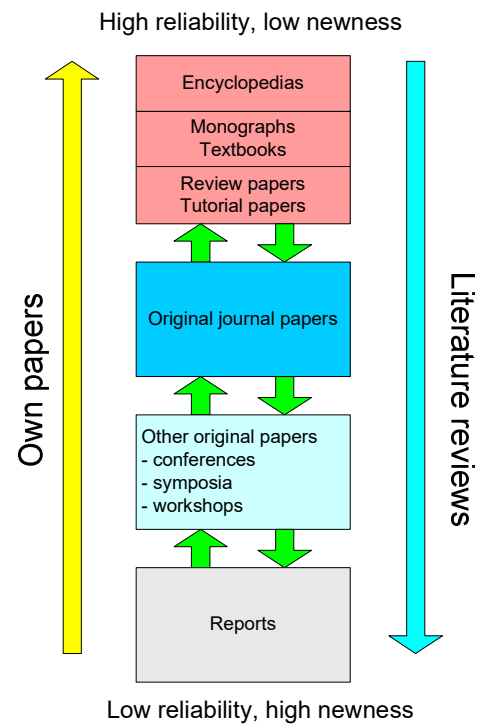 High reliability, low newness
Encyclopedias
Monographs
Textbooks
Review papers
Tutorial papers
Original journal papers
Other original papers
- conferences
- symposia
- workshops
Reports
Own papers
Literature reviews
Low reliability, high newness